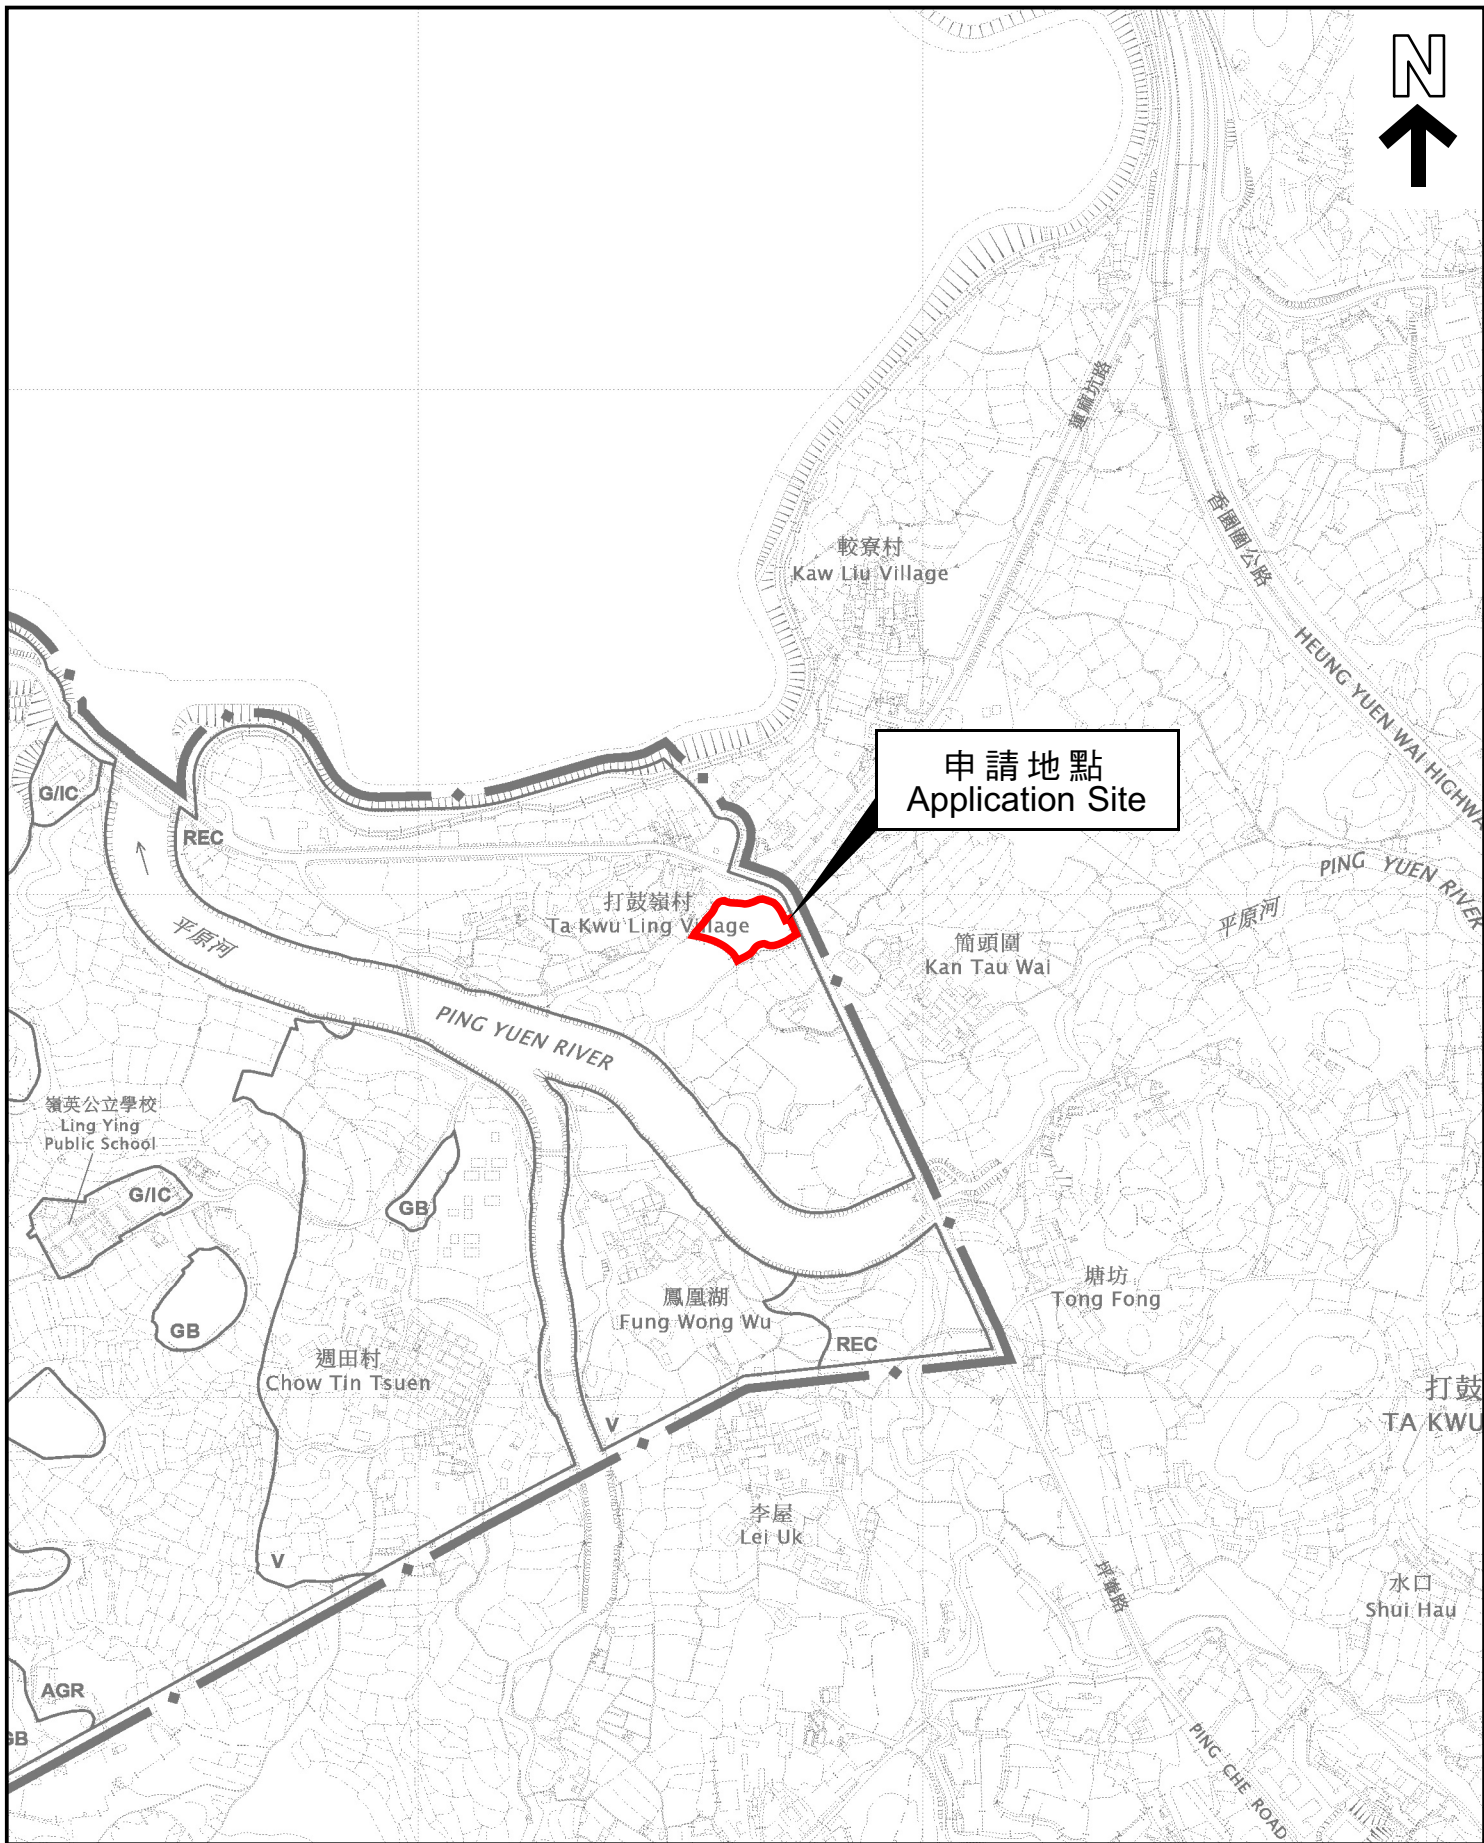 N
蓮麻坑路
香園圍公路
較寮村
Kaw Liu Village
HEUNG YUEN WAI HIGHWA
申請地點
Application Site
G/IC
REC
PING YUEN RIVER
平原河
打鼓嶺村
Ta Kwu Ling Village
簡頭圍
Kan Tau Wai
平原河
PING YUEN RIVER
嶺英公立學校
Ling Ying
Public School
G/IC
GB
GB
鳳凰湖
Fung Wong Wu
塘坊
Tong Fong
REC
週田村
Chow Tin Tsuen
打鼓
TA KWU
V
李屋
Lei Uk
V
坪輋路
水口
Shui Hau
AGR
GB
PING CHE ROAD